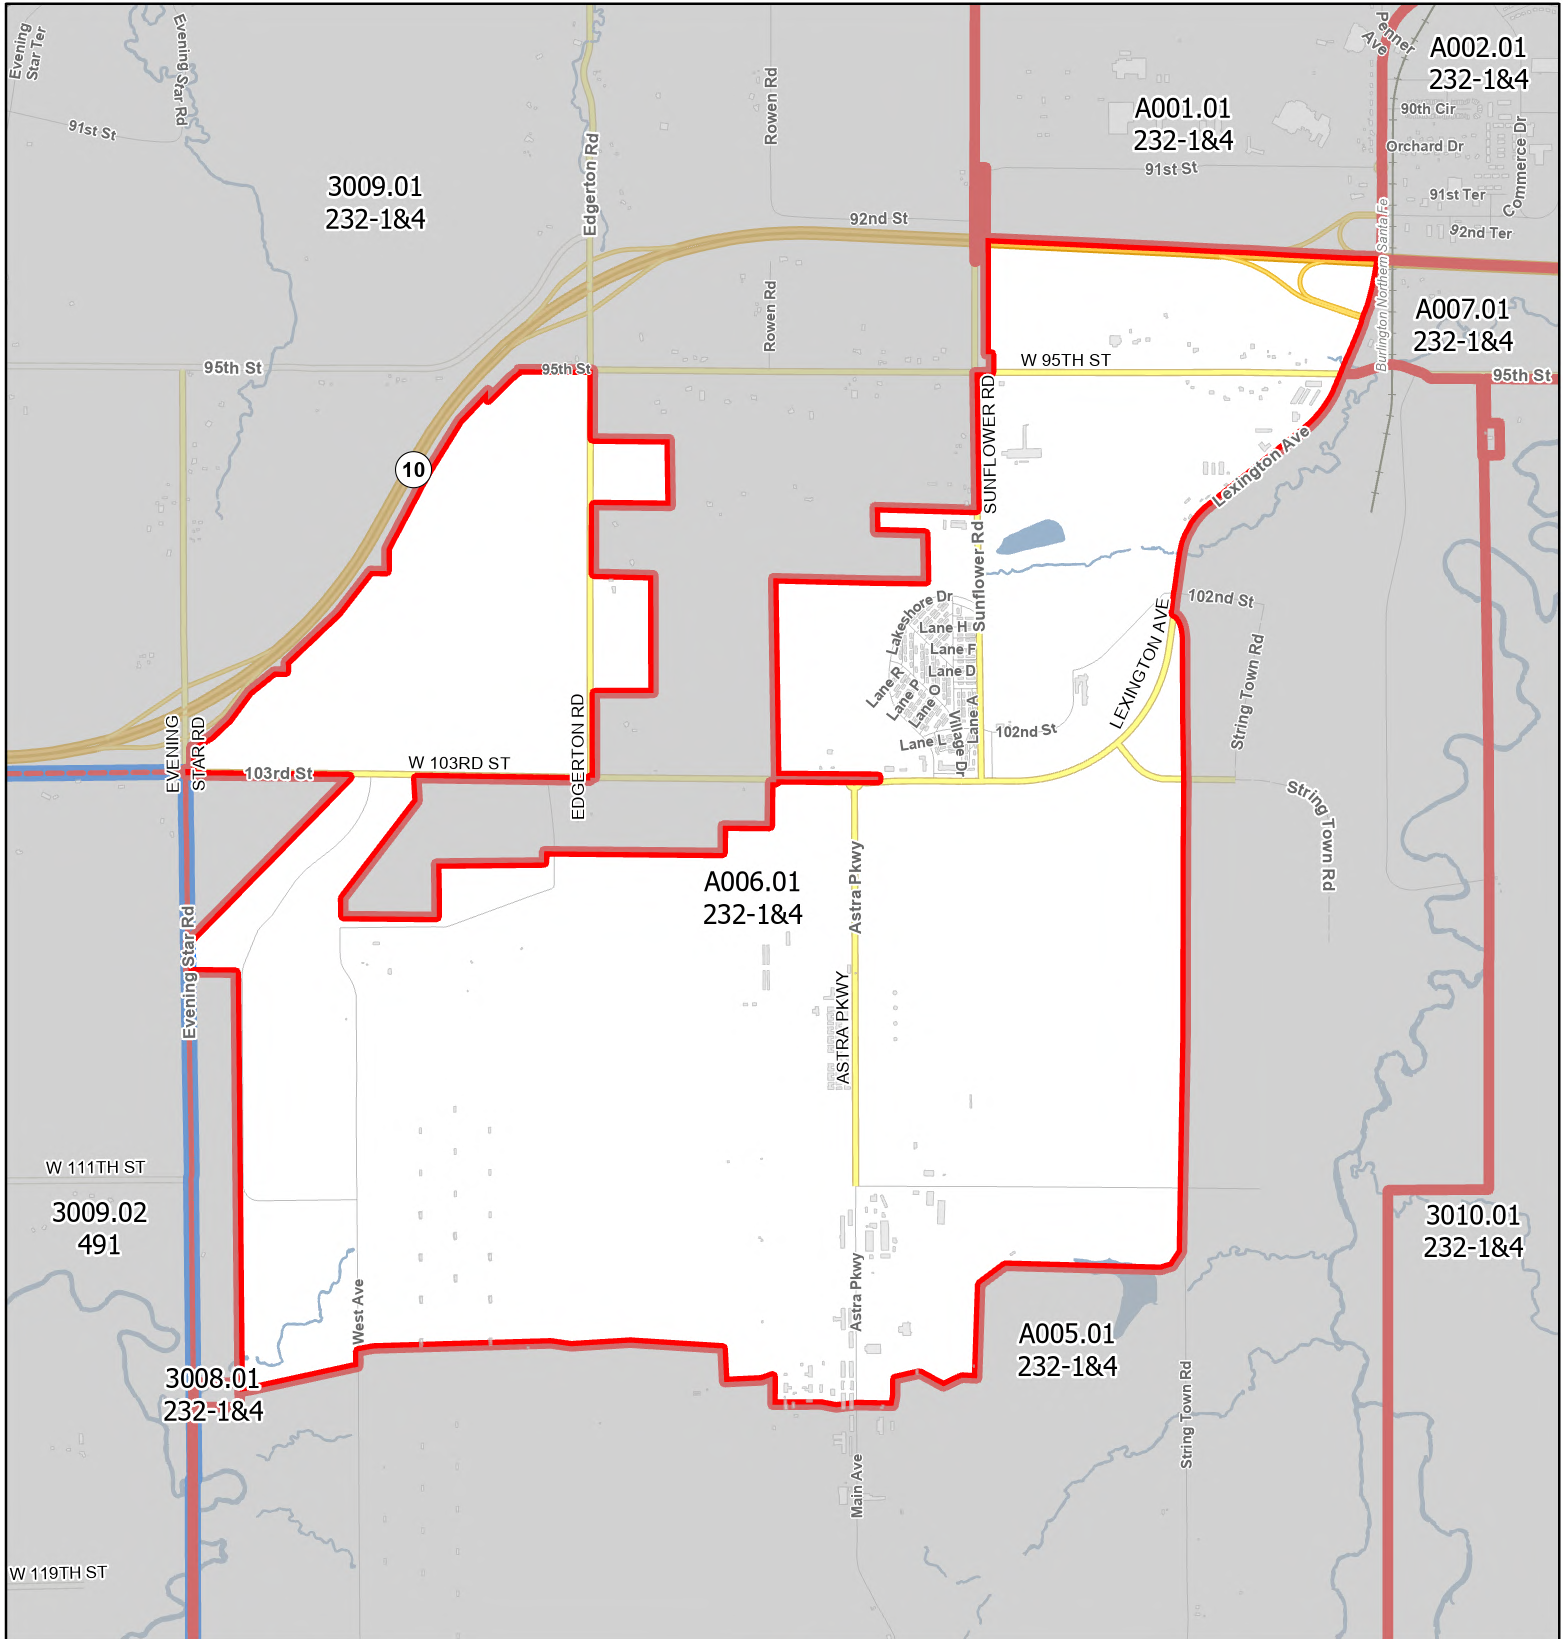 Evening
Star Ter
Evening Star Rd
91st St
3009.01
232-1&4
Edgerton Rd
Rowen Rd
92nd St
A001.01
232-1&4
91st St
Penner
Ave
A002.01
232-1&4
90th Cir
Orchard Dr
Commerce Dr
91st Ter
92nd Ter
Burlington Northern Santa Fe
Rowen Rd
A007.01
232-1&4
95th St
95th St
W 95TH ST
95th St
SUNFLOWER RD
10
Lexington Ave
Sunflower Rd
102nd St
Lakeshore Dr
Lane H
Lane F
Lane D
Lane R
Lane P
Lane O
Lane A
Village Dr
Lane L
102nd St
LEXINGTON AVE
String Town Rd
EVENING
STAR RD
103rd St
W 103RD ST
EDGERTON RD
String Town Rd
A006.01
232-1&4
Astra Pkwy
Evening Star Rd
ASTRA PKWY
W 111TH ST
3009.02
491
3010.01
232-1&4
West Ave
Astra Pkwy
A005.01
232-1&4
3008.01
232-1&4
String Town Rd
Main Ave
W 119TH ST